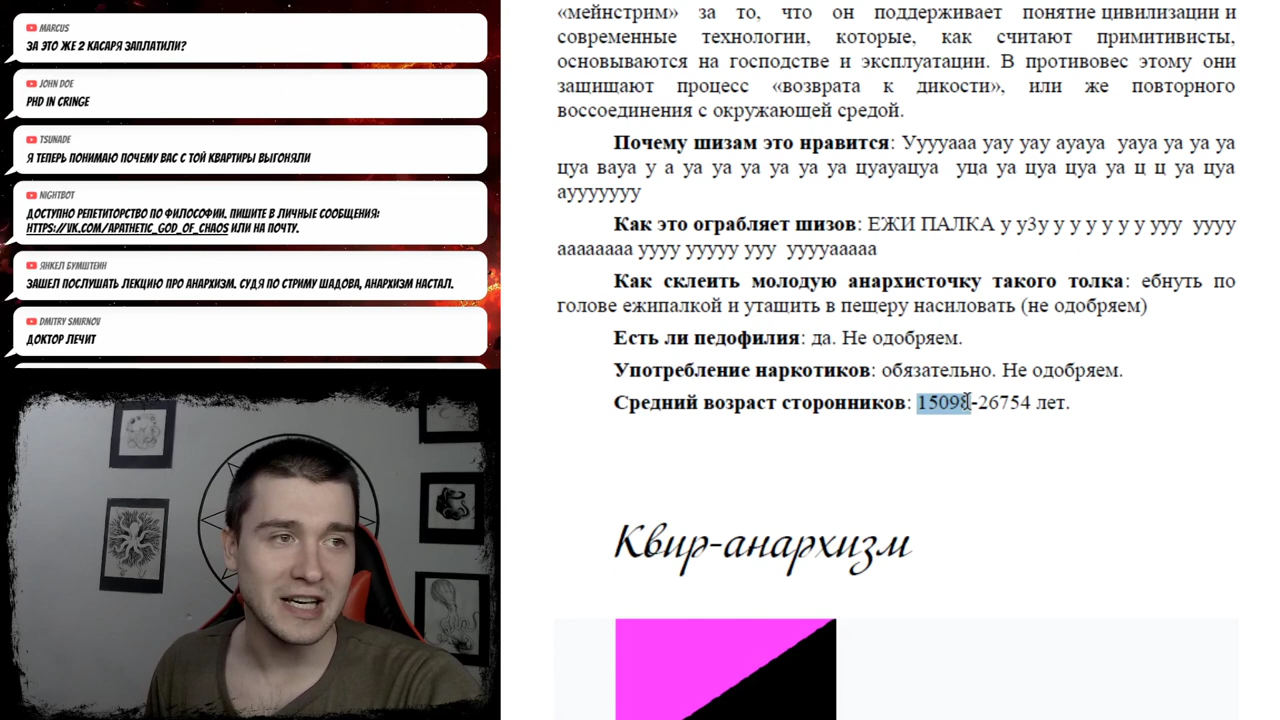 MARCUS
ЗА ЭТО ЖЕ 2 КАСАРЯ ЗАПЛАТИЛИ?
JOHN DOE
PHD IN CRINGE
TSUNADE
Я ТЕПЕРЬ ПОНИМАЮ ПОЧЕМУ ВАС С ТОЙ КВАРТИРЫ ВЫГОНЯЛИ
NIGHTBOT
ДОСТУПНО РЕПЕТИТОРСТВО ПО ФИЛОСОФИИ. ПИШИТЕ В ЛИЧНЫЕ СООБЩЕНИЯ:
HTTPS://VK.COM/APATHETIC_GOD_OF_CHAOS ИЛИ НА ПОЧТУ.
ЯНКЕЛ БУМШТЕИН
ЗАШЕЛ ПОСЛУШАТЬ ЛЕКЦИЮ ПРО АНАРХИЗМ. СУДЯ ПО СТРИМУ ШАДОВА, АНАРХИЗМ НАСТАЛ.
DMITRY SMIRNOV
ДОКТОР ЛЕЧИТ
«мейнстрим» за то, что он поддерживает понятие цивилизации и
современные технологии, которые, как считают примитивисты,
основываются на господстве и эксплуатации. В противовес этому они
защищают процесс «возврата к дикости», или же повторного
воссоединения с окружающей средой.
Почему шизам это нравится: Уууyааа уау уау ауауа уауа уа уа уа
цуа вауа у а уа уа уа уа уа уа цуауацуа уца уа цуа цуа уа ц ц уа цуа
аууууууу
Как это ограбляет шизов: ЕЖИ ПАЛКА у у3у у у у у у ууу уууу
аааааааа уууу ууууу ууу ууууааааа
Как склеить молодую анархисточку такого толка: ебнуть по
голове ежипалкой и утащить в пещеру насиловать (не одобряем)
Есть ли педофилия: да. Не одобряем.
Употребление наркотиков: обязательно. Не одобряем.
Средний возраст сторонников: 15098-26754 лет.
Квир-анархизм